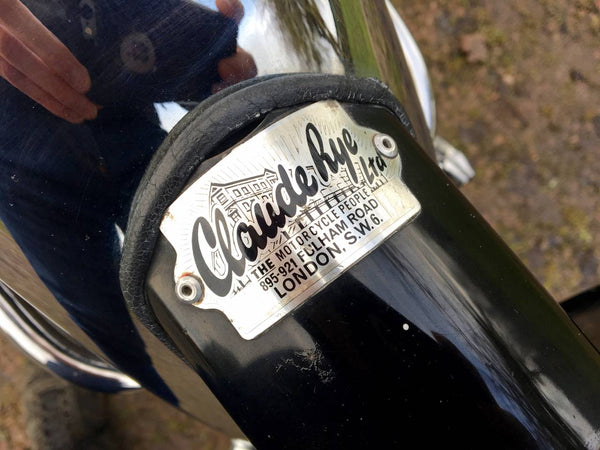 Claude Rye
Ltd
THE MOTORCYCLE PEOPLE
895-921 FULHAM ROAD
LONDON, S.W.6.